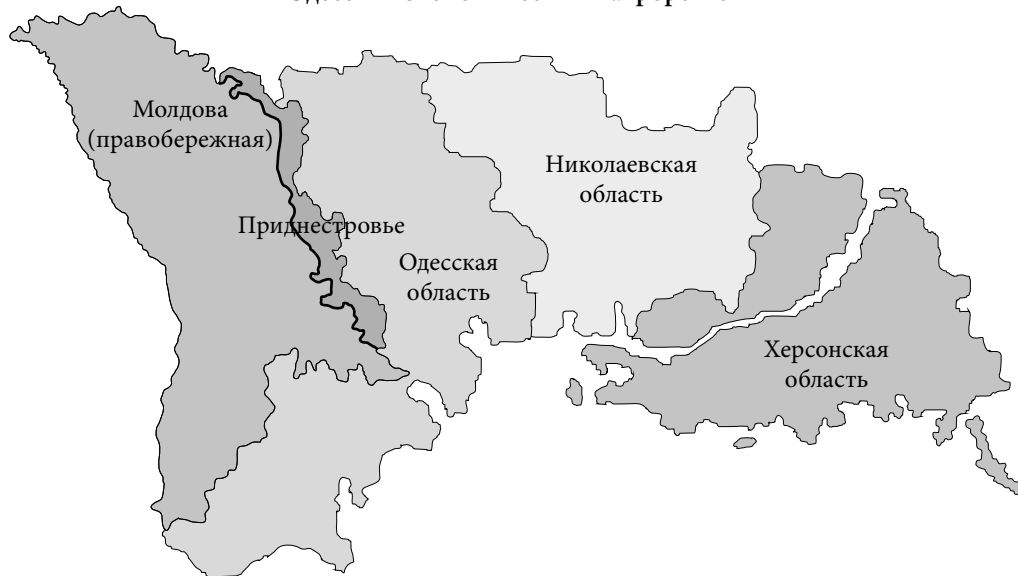 Молдова
(правобережная)
Приднестровье
Одесская
область
Николаевская
область
Херсонская
область